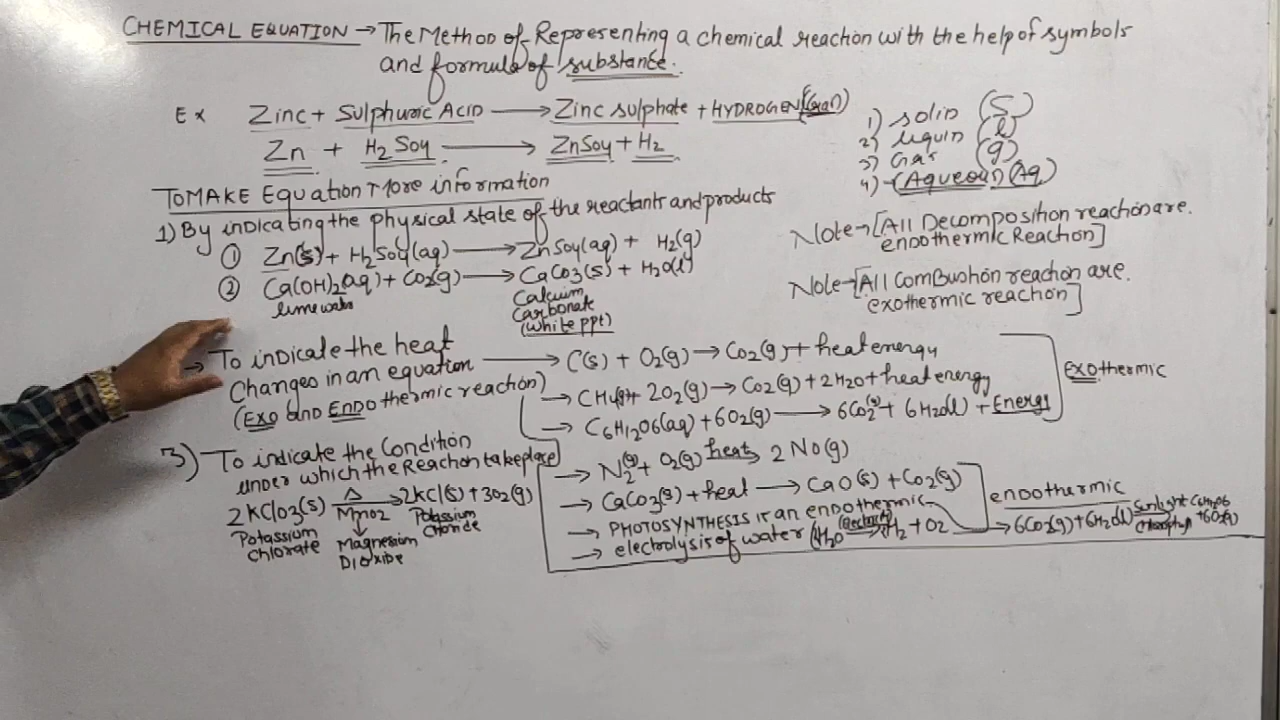 CHEMICAL EQUATION → The Method of Representing a chemical reaction with the help of symbols
and formula of substance.
Ex Zinc + Sulphuric Acid → Zinc sulphate + HYDROGEN (Gas)
Zn + H2SO4 → ZnSO4 + H2
1) solid (S)
2) liquid (l)
3) Gas (g)
4) (Aqueous) (Aq)
TO MAKE Equation More information
1) By indicating the physical state of the reactants and products
① Zn(s) + H2SO4(aq) → ZnSO4(aq) + H2(g)
② Ca(OH)2(aq) + CO2(g) → CaCO3(s) + H2O(l)
lime water
Calcium
Carbonate
(white ppt)
Note → [All Decomposition reaction are.
endothermic Reaction]
Note → [All Combustion reaction are.
exothermic reaction]
→ To indicate the heat
Changes in an equation
(Exo and ENDO thermic reaction)
→ C(s) + O2(g) → CO2(g) + heat energy
→ CH4(g) + 2O2(g) → CO2(g) + 2H2O + heat energy
→ C6H12O6(aq) + 6O2(g) → 6CO2(g) + 6H2O(l) + Energy
exothermic
3) To indicate the Condition
under which the Reaction take place
2KClO3(s) Δ → MnO2 2KCl(s) + 3O2(g)
Potassium
Chlorate
Magnesium
Dioxide
Potassium
Chloride
→ N2(g) + O2(g) heat → 2NO(g)
→ CaCO3(s) + heat → CaO(s) + CO2(g)
→ PHOTOSYNTHESIS is an endothermic
→ electrolysis of water (H2O (Electricity) → H2 + O2
endothermic
→ 6CO2(g) + 6H2O(l) Sunlight chlorophyll C6H12O6 + 6O2(g)